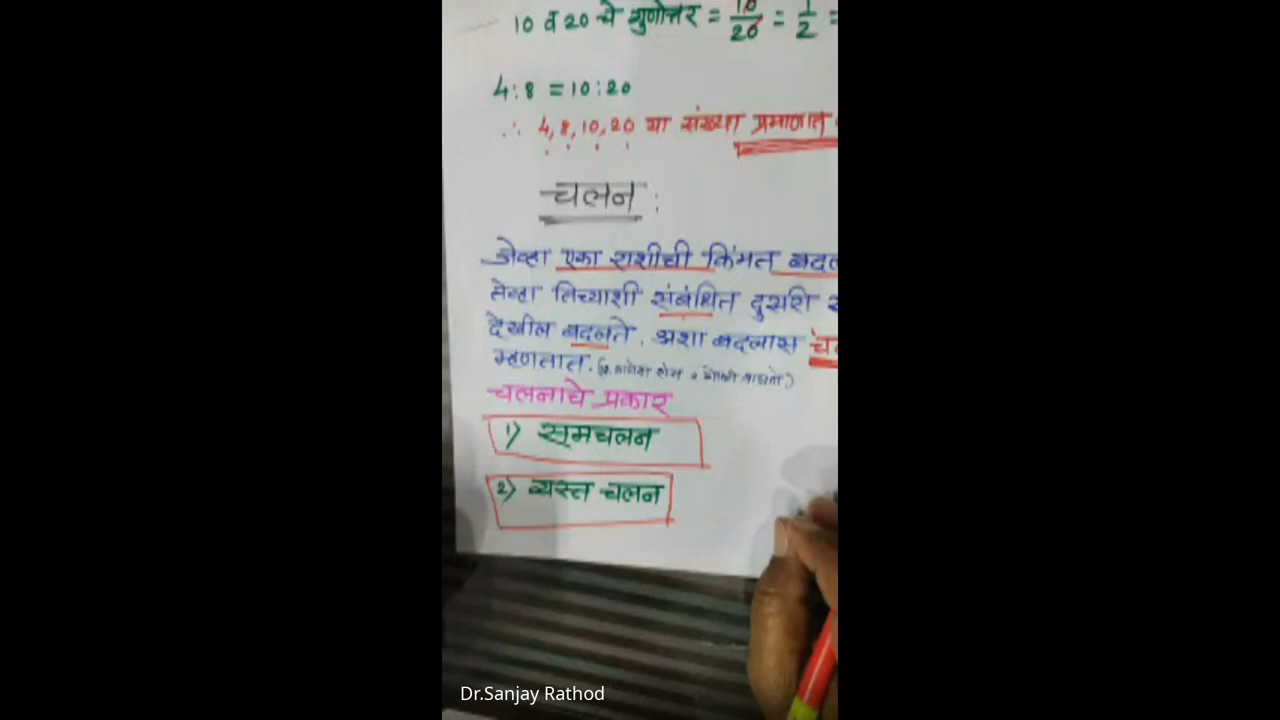 10 व 20 चे गुणोत्तर = 10/20 = 1/2 =
4:8 = 10:20
∴ 4, 8, 10, 20 या संख्या प्रमाणात
चलन :
जेव्हा एका राशीची किंमत बदल
तेव्हा तिच्याशी संबंधित दुसरी
देखील बदलते. अशा बदलास
म्हणतात.
चलनाचे प्रकार
1) समचलन
2) व्यस्त चलन
Dr.Sanjay Rathod